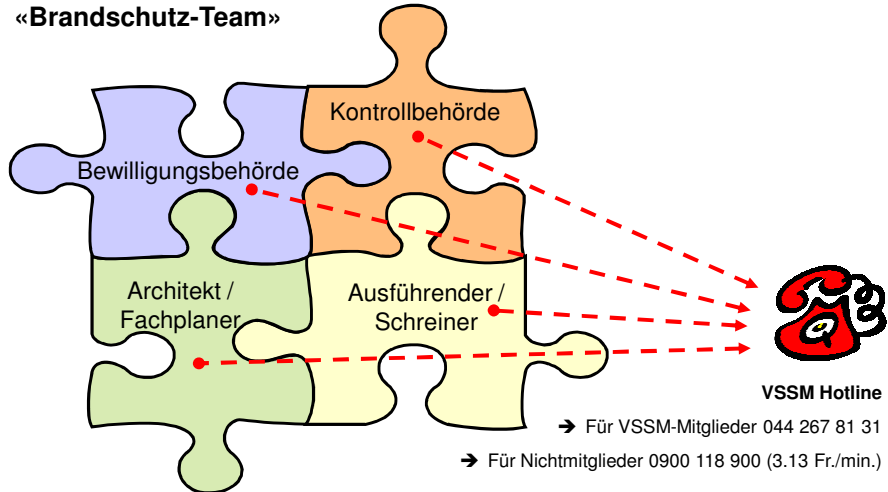 «Brandschutz-Team»
Kontrollbehörde
Bewilligungsbehörde
Architekt /
Fachplaner
Ausführender /
Schreiner
VSSM Hotline
➔ Für VSSM-Mitglieder 044 267 81 31
➔ Für Nichtmitglieder 0900 118 900 (3.13 Fr./min.)